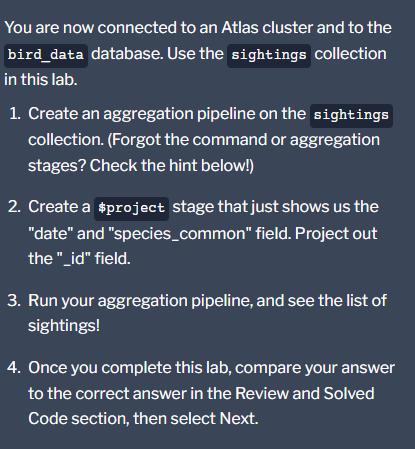 You are now connected to an Atlas cluster and to the
bird_data database. Use the sightings collection
in this lab.
1. Create an aggregation pipeline on the sightings
collection. (Forgot the command or aggregation
stages? Check the hint below!)
2. Create a $project stage that just shows us the
"date" and "species_common" field. Project out
the "_id" field.
3. Run your aggregation pipeline, and see the list of
sightings!
4. Once you complete this lab, compare your answer
to the correct answer in the Review and Solved
Code section, then select Next.